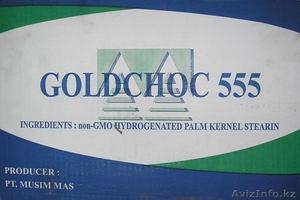 GOLDCHOC 555
INGREDIENTS : non-GMO HYDROGENATED PALM KERNEL STEARIN
PRODUCER :
PT. MUSIM MAS
AvizInfo.kz